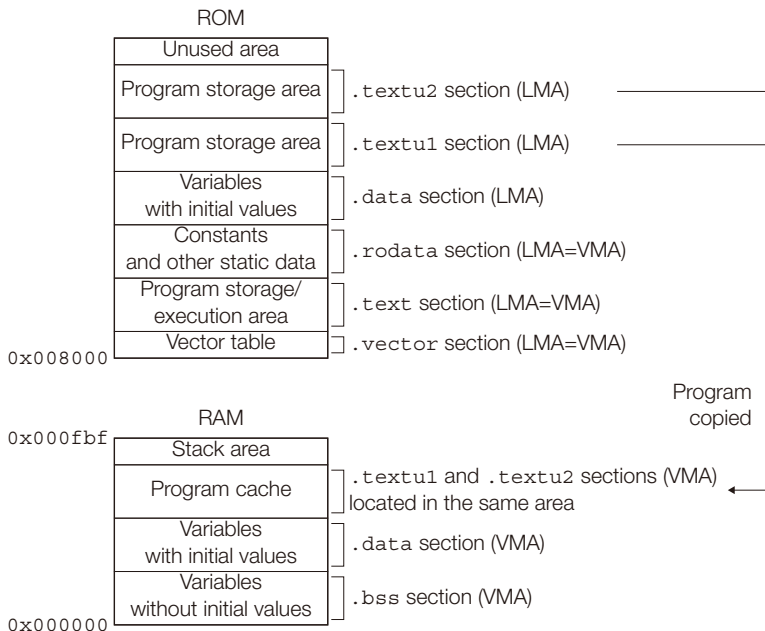 ROM
Unused area
Program storage area
.textu2 section (LMA)
Program storage area
.textu1 section (LMA)
Variables
with initial values
.data section (LMA)
Constants
and other static data
.rodata section (LMA=VMA)
Program storage/
execution area
.text section (LMA=VMA)
Vector table
.vector section (LMA=VMA)
0x008000
Program
copied
RAM
0x000fbf
Stack area
Program cache
.textu1 and .textu2 sections (VMA)
located in the same area
Variables
with initial values
.data section (VMA)
Variables
without initial values
.bss section (VMA)
0x000000